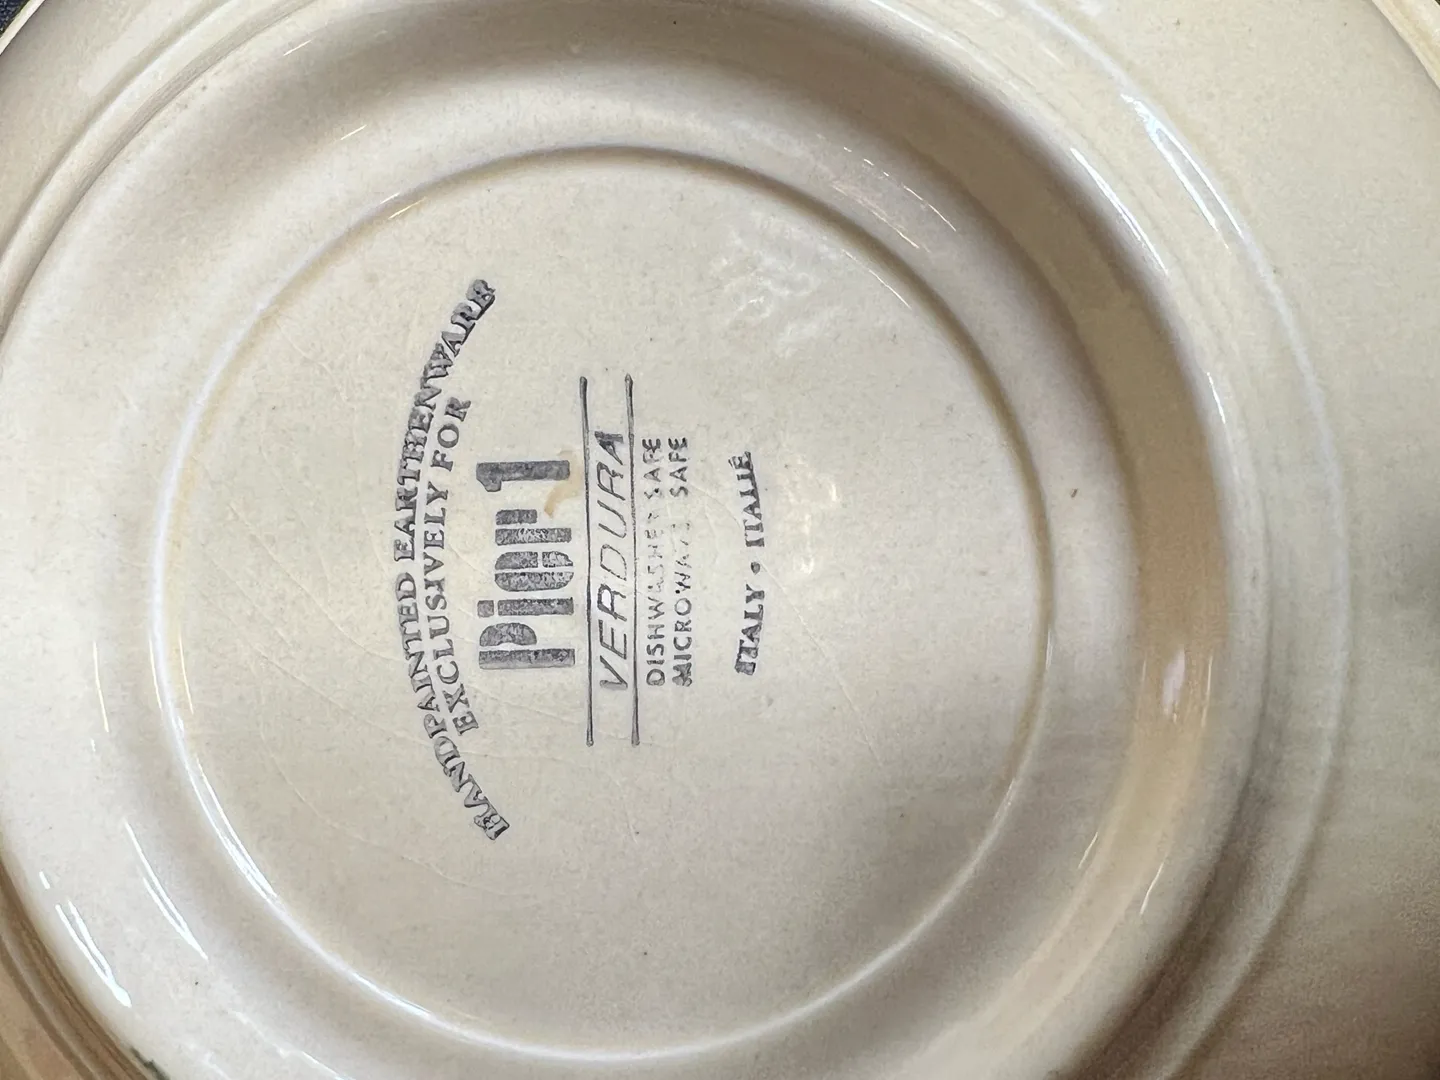 HANDPAINTED EARTHENWARE
EXCLUSIVELY FOR
Pier 1
VERDURA
DISHWASHER SAFE
MICROWAVE SAFE
ITALY • ITALIE